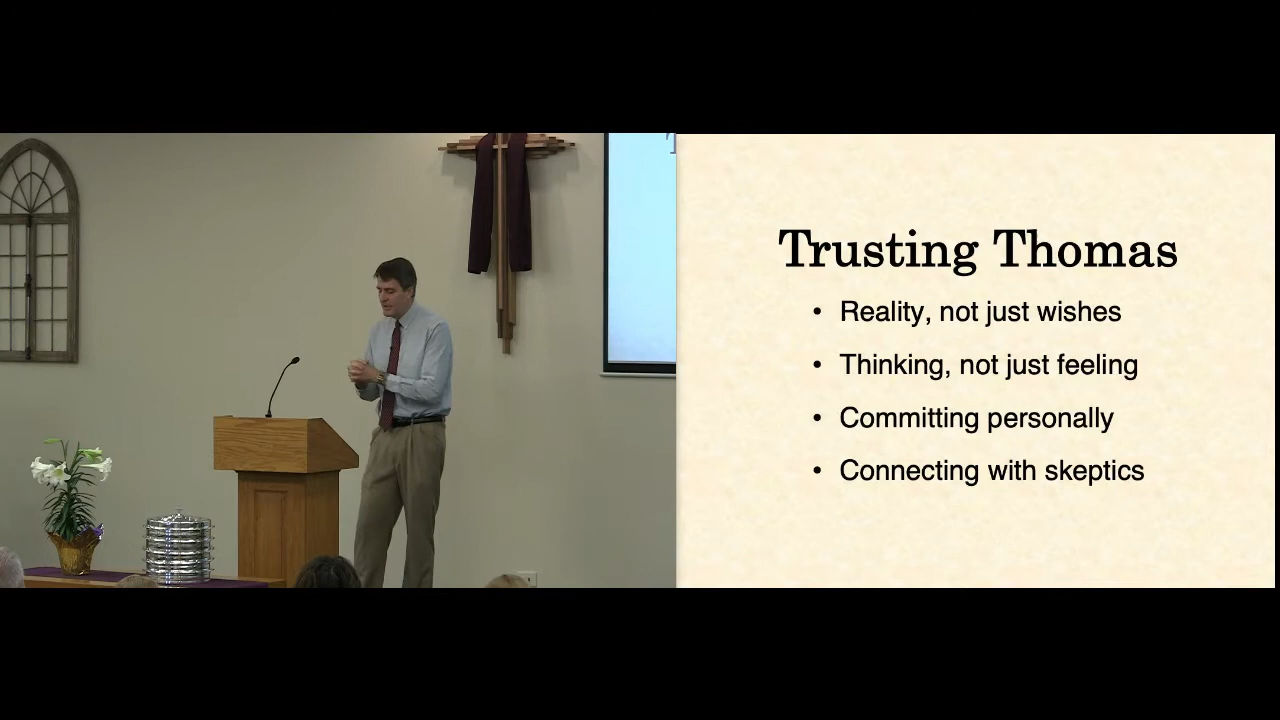 Trusting Thomas
• Reality, not just wishes
• Thinking, not just feeling
• Committing personally
• Connecting with skeptics